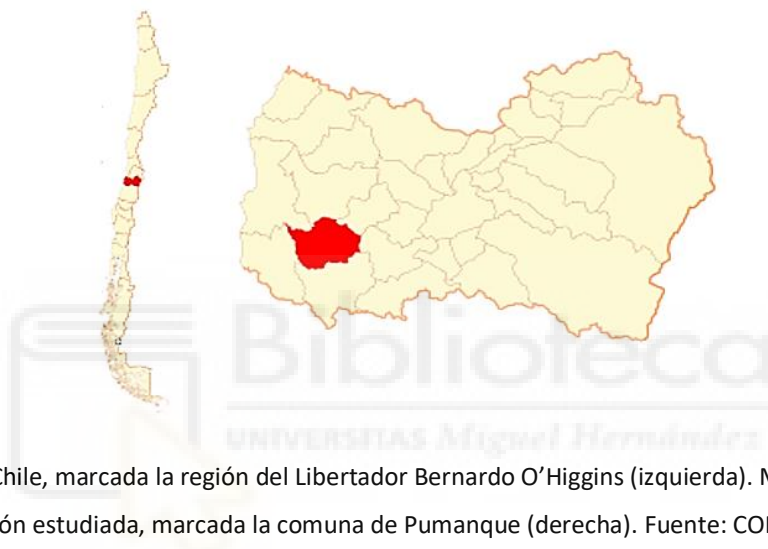 Biblioteca
UNIVERSITAS Miguel Hernández
Chile, marcada la región del Libertador Bernardo O’Higgins (izquierda).
estudiada, marcada la comuna de Pumanque (derecha). Fuente: